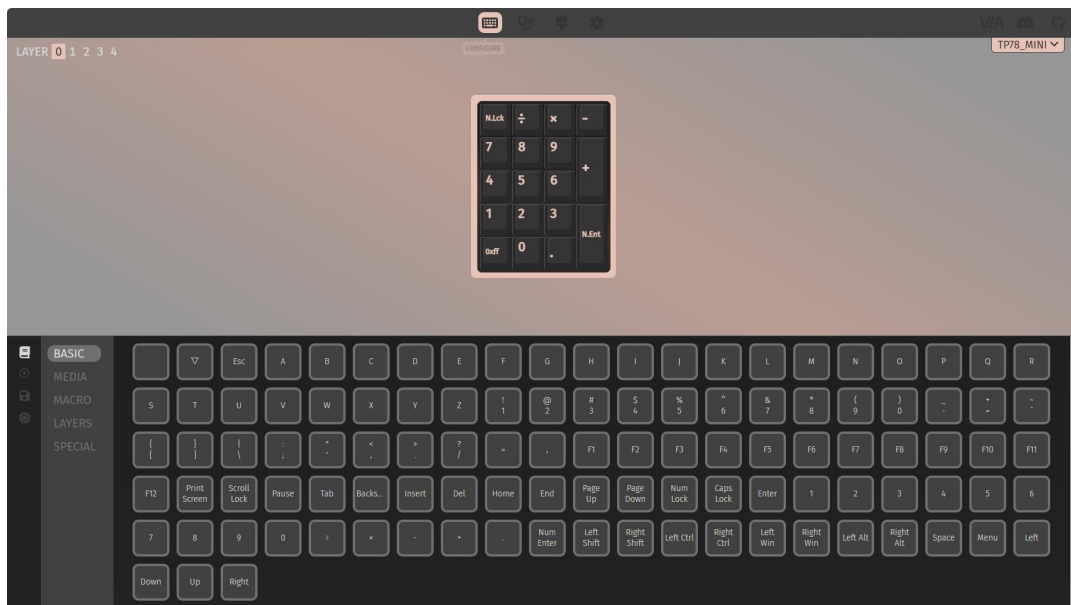 VIA
LAYER 0 1 2 3 4
CONFIGURE
TP78_MINI
N.Lck ÷ × -
7 8 9
+
4 5 6
1 2 3
N.Ent
0xff 0 .
BASIC
MEDIA
MACRO
LAYERS
SPECIAL
▽ Esc A B C D E F G H I J K L M N O P Q R
S T U V W X Y Z ! 1 @ 2 # 3 $ 4 % 5 ^ 6 & 7 * 8 ( 9 ) 0 _ - + = ~ `
{ [ } ] | \ : ; " ' < , > . ? / = , F1 F2 F3 F4 F5 F6 F7 F8 F9 F10 F11
F12 Print Screen Scroll Lock Pause Tab Backs... Insert Del Home End Page Up Page Down Num Lock Caps Lock Enter 1 2 3 4 5 6
7 8 9 0 ÷ × - + . Num Enter Left Shift Right Shift Left Ctrl Right Ctrl Left Win Right Win Left Alt Right Alt Space Menu Left
Down Up Right